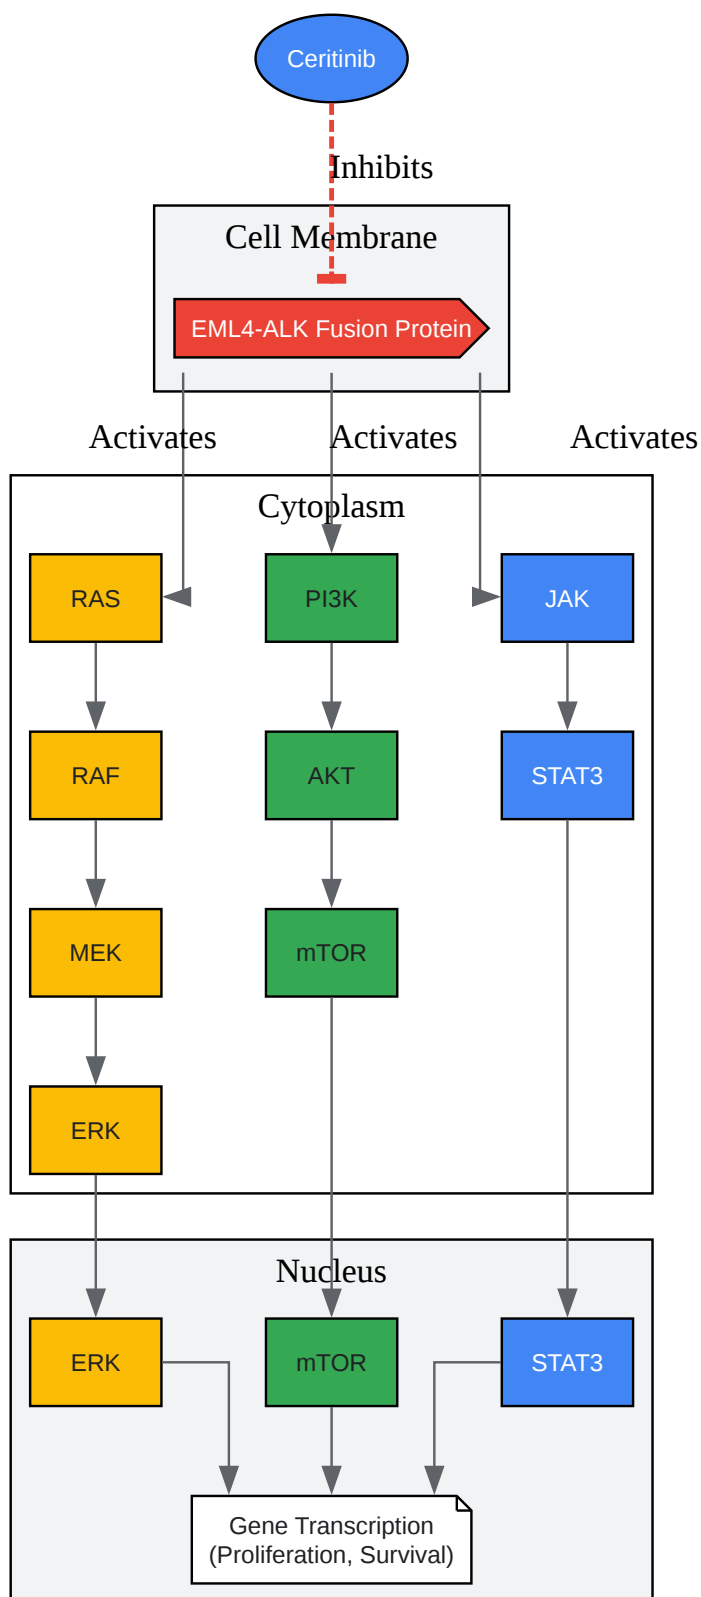 Ceritinib
Inhibits
Cell Membrane
EML4-ALK Fusion Protein
Activates
Activates
Activates
Cytoplasm
RAS
PI3K
JAK
RAF
AKT
STAT3
MEK
mTOR
ERK
Nucleus
ERK
mTOR
STAT3
Gene Transcription
(Proliferation, Survival)